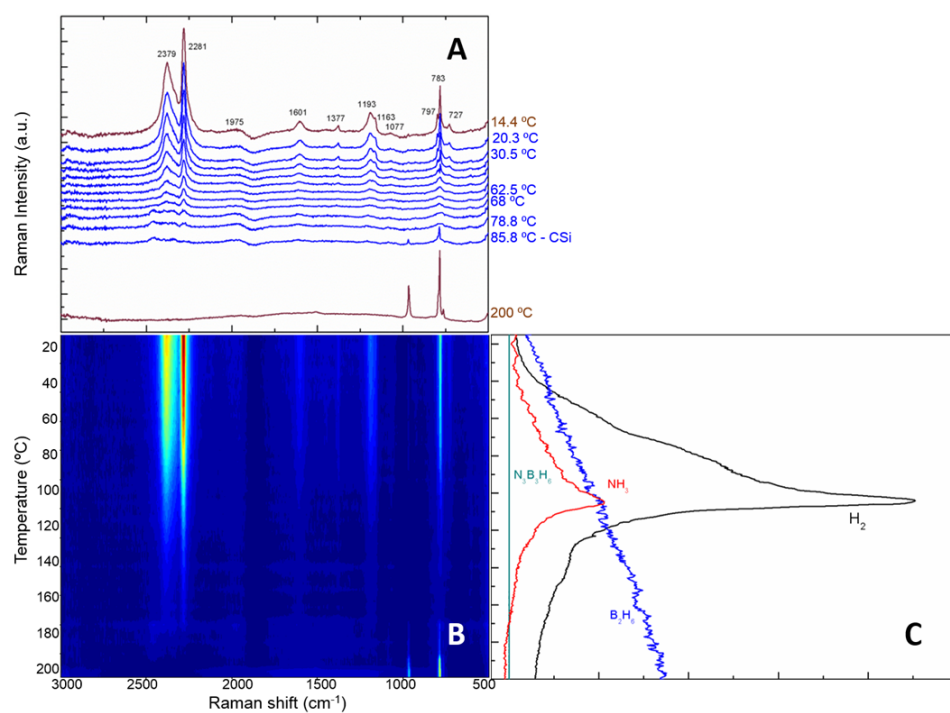 A
2379
2281
1975
1601
1377
1193
1163
1077
797
783
727
14.4 ºC
20.3 ºC
30.5 ºC
62.5 ºC
68 ºC
78.8 ºC
85.8 ºC - CSi
200 ºC
Raman Intensity (a.u.)
20
40
60
80
100
120
140
160
180
200
Temperature (ºC)
B
3000
2500
2000
1500
1000
500
Raman shift (cm⁻¹)
N₃B₃H₆
NH₃
H₂
B₂H₆
C